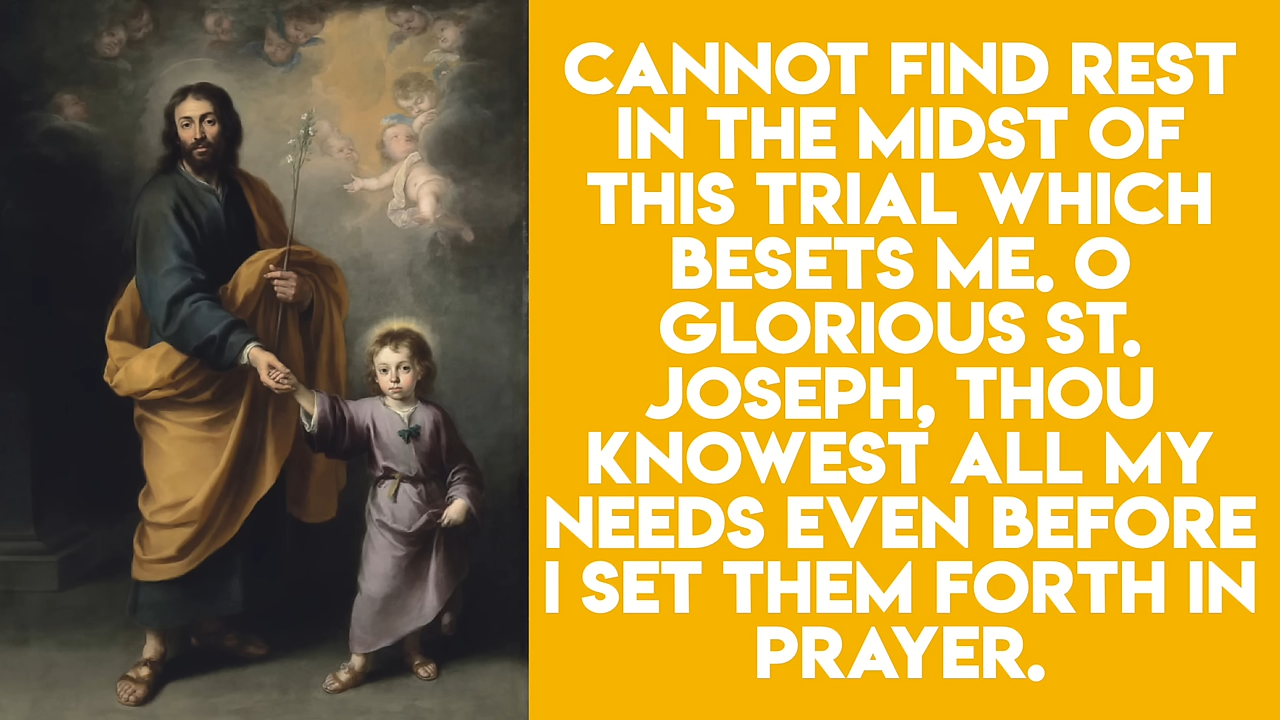 CANNOT FIND REST
IN THE MIDST OF
THIS TRIAL WHICH
BESETS ME. O
GLORIOUS ST.
JOSEPH, THOU
KNOWEST ALL MY
NEEDS EVEN BEFORE
I SET THEM FORTH IN
PRAYER.